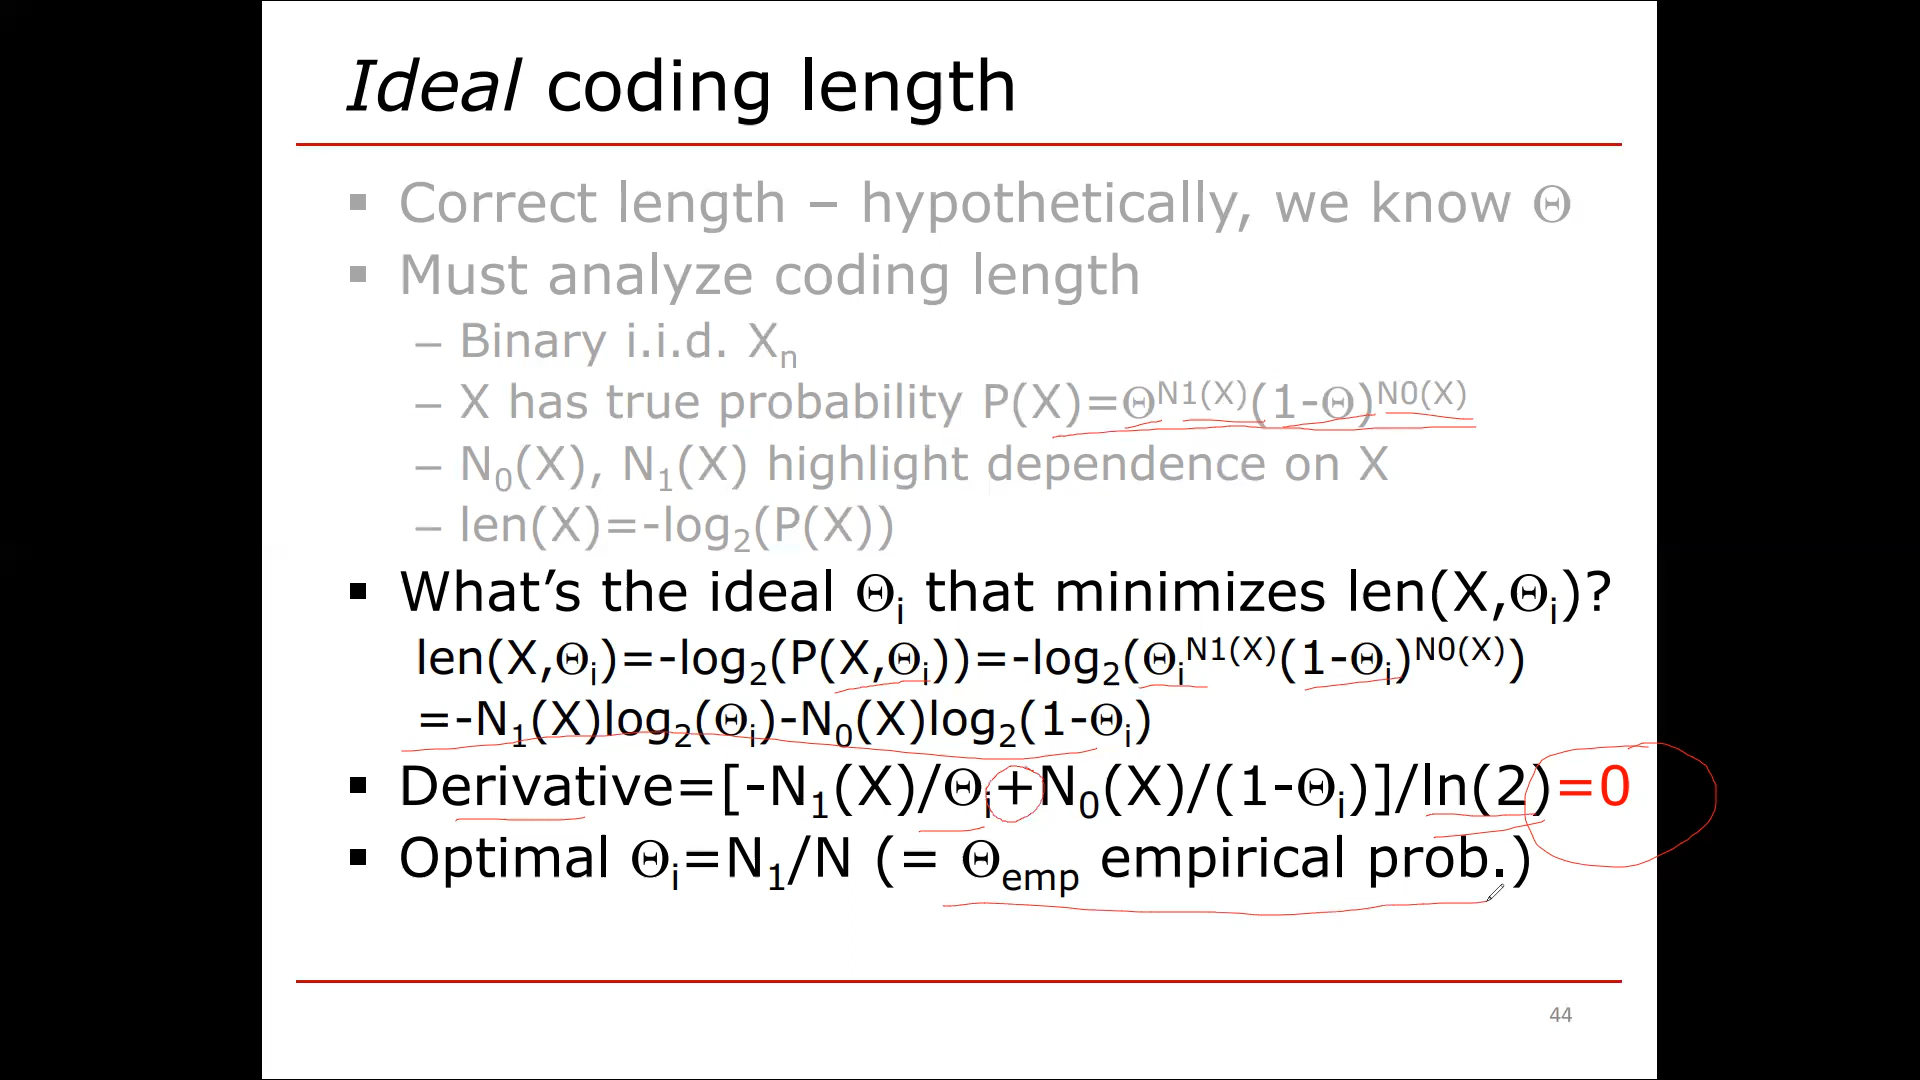 Ideal coding length
▪ Correct length – hypothetically, we know Θ
▪ Must analyze coding length
– Binary i.i.d. Xₙ
– X has true probability P(X)=Θ^N1(X)(1-Θ)^N0(X)
– N₀(X), N₁(X) highlight dependence on X
– len(X)=-log₂(P(X))
▪ What’s the ideal Θᵢ that minimizes len(X,Θᵢ)?
len(X,Θᵢ)=-log₂(P(X,Θᵢ))=-log₂(Θᵢ^N1(X)(1-Θᵢ)^N0(X))
=-N₁(X)log₂(Θᵢ)-N₀(X)log₂(1-Θᵢ)
▪ Derivative=[-N₁(X)/Θᵢ+N₀(X)/(1-Θᵢ)]/ln(2)=0
▪ Optimal Θᵢ=N₁/N (= Θemp empirical prob.)
44